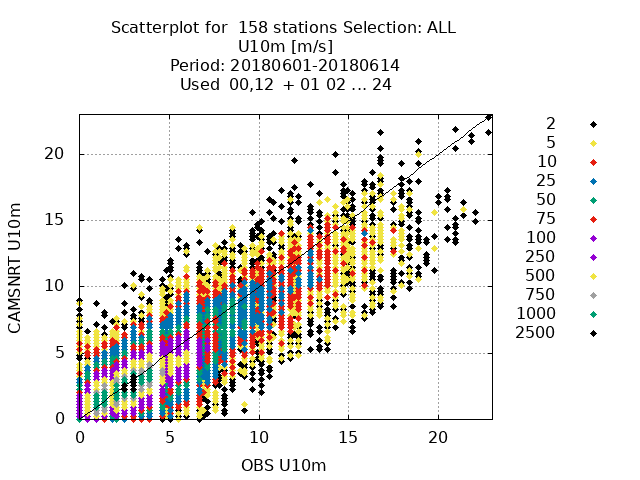 Scatterplot for  158 stations Selection: ALL
U10m [m/s]
Period: 20180601-20180614
Used  00,12  + 01 02 ... 24
CAMSNRT U10m
20
15
10
5
0
0 5 10 15 20
OBS U10m
2
5
10
25
50
75
100
250
500
750
1000
2500